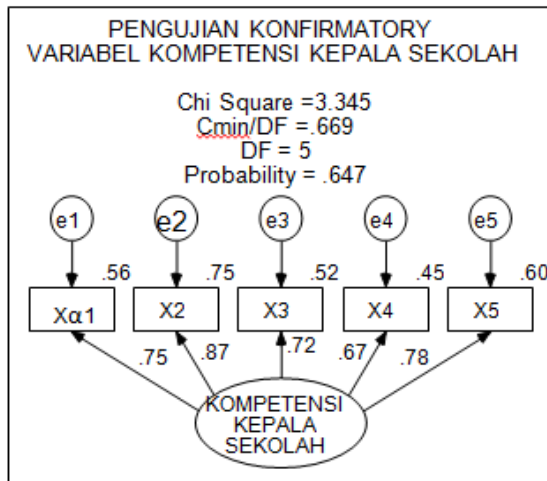 PENGUJIAN KONFIRMATORY
VARIABEL KOMPETENSI KEPALA SEKOLAH
Chi Square =3.345
Cmin/DF =.669
DF = 5
Probability = .647
e1 e2 e3 e4 e5
.56 .75 .52 .45 .60
Xα1 X2 X3 X4 X5
.75 .87 .72 .67 .78
KOMPETENSI
KEPALA
SEKOLAH